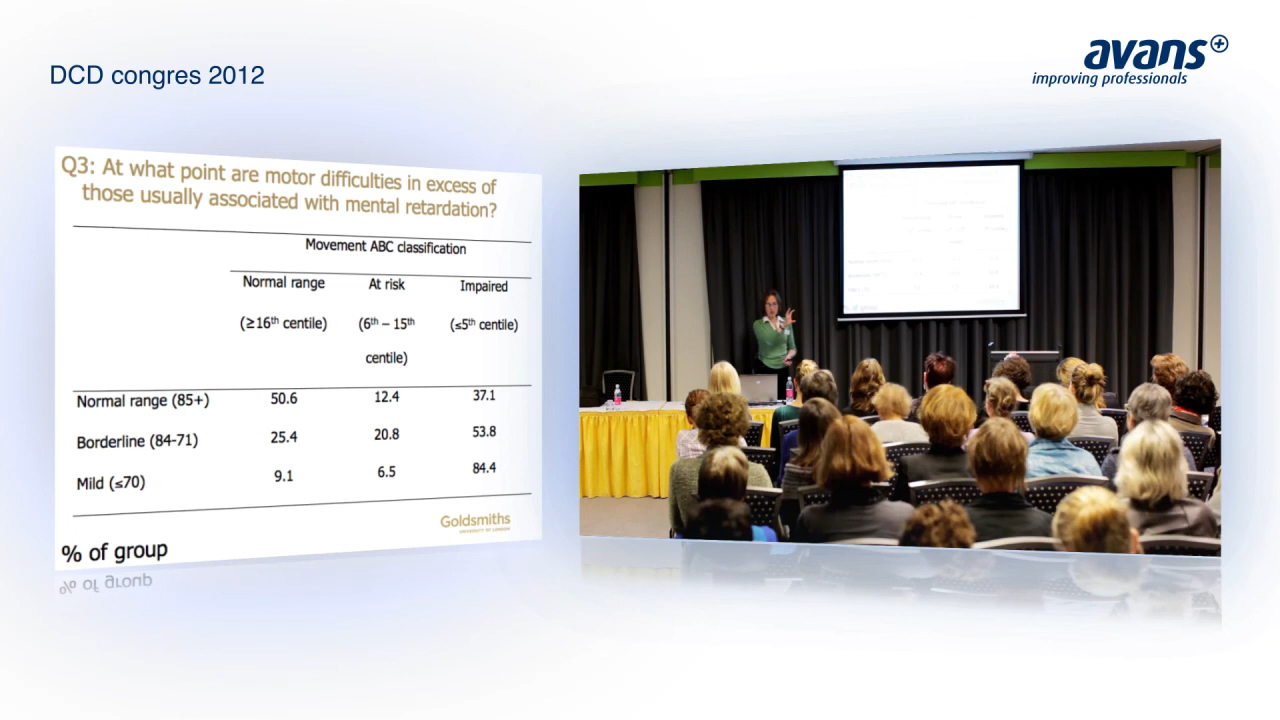 DCD congres 2012
avans+
improving professionals
Q3: At what point are motor difficulties in excess of
those usually associated with mental retardation?
Movement ABC classification
Normal range At risk Impaired
(≥16th centile) (6th – 15th (≤5th centile)
centile)
Normal range (85+) 50.6 12.4 37.1
Borderline (84-71) 25.4 20.8 53.8
Mild (≤70) 9.1 6.5 84.4
Goldsmiths
UNIVERSITY OF LONDON
% of group